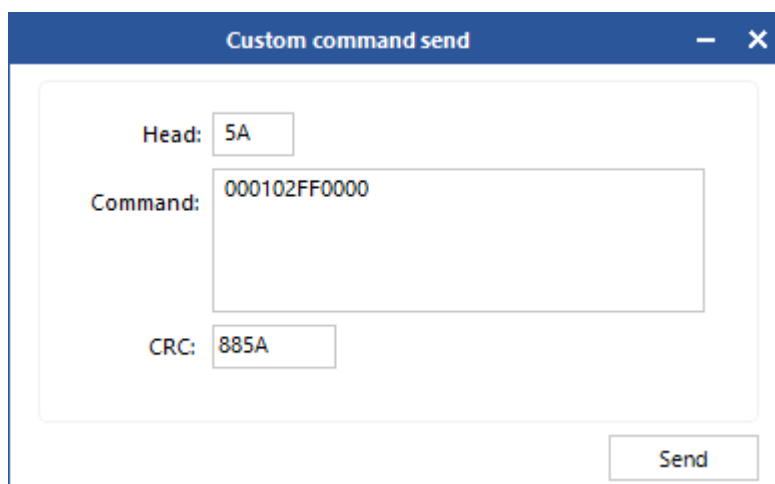 Custom command send
Head: 5A
Command: 000102FF0000
CRC: 885A
Send